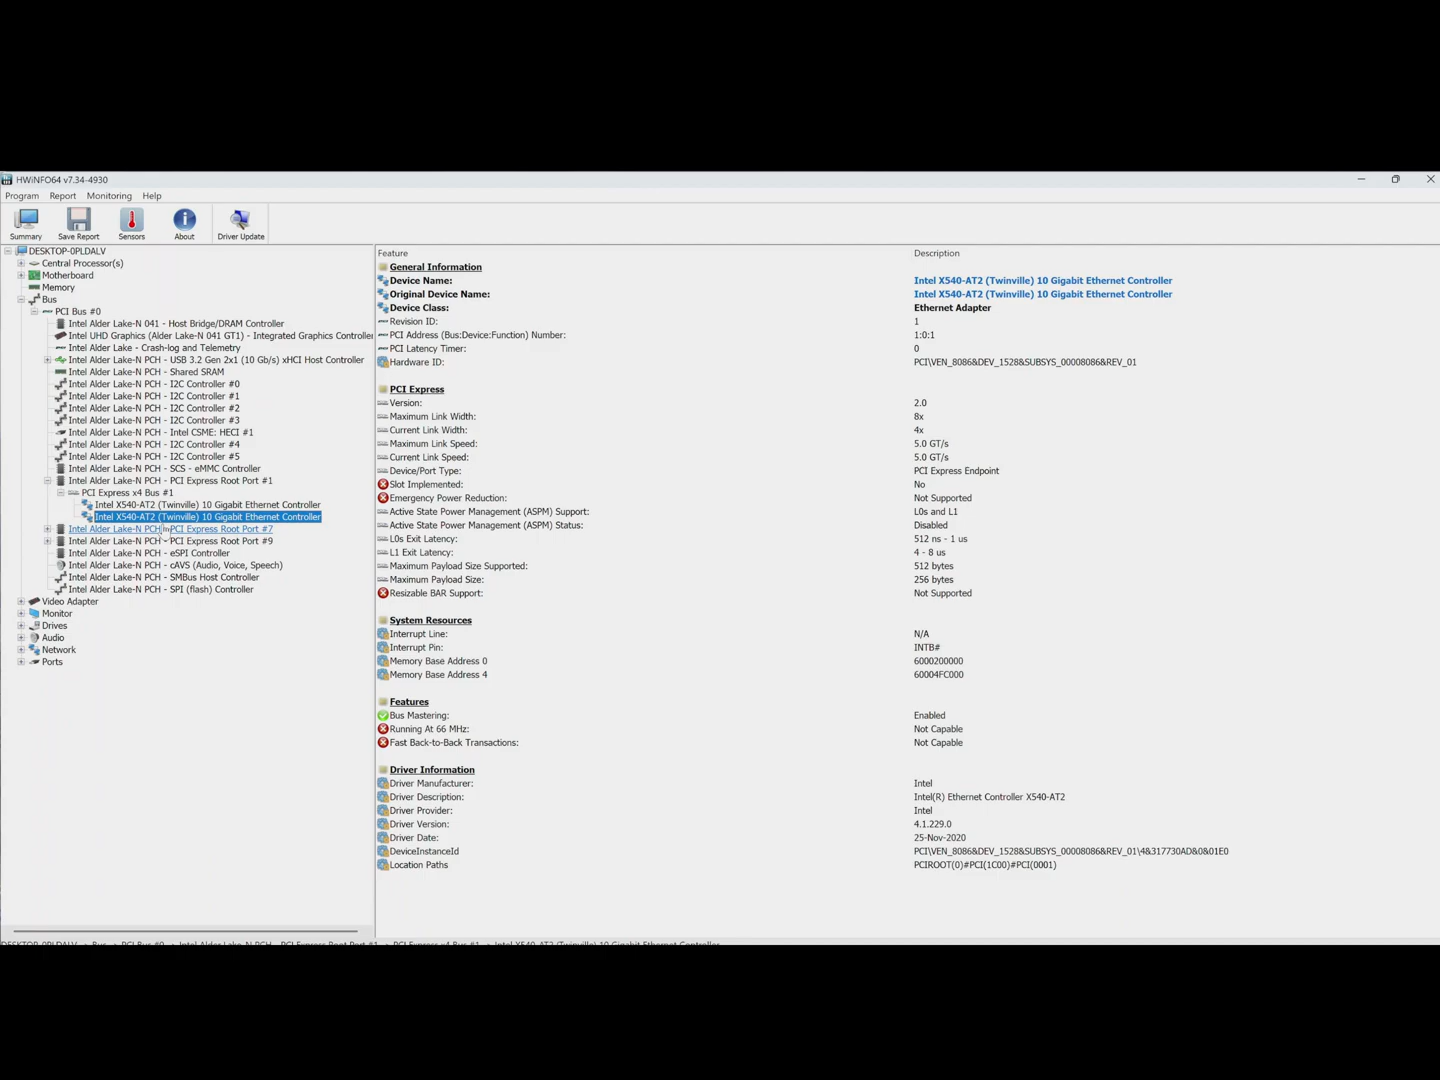 HWiNFO64 v7.34-4930
Program Report Monitoring Help
Summary Save Report Sensors About Driver Update
DESKTOP-0PLDALV
Central Processor(s)
Motherboard
Memory
Bus
PCI Bus #0
Intel Alder Lake-N 041 - Host Bridge/DRAM Controller
Intel UHD Graphics (Alder Lake-N 041 GT1) - Integrated Graphics Controller
Intel Alder Lake - Crash-log and Telemetry
Intel Alder Lake-N PCH - USB 3.2 Gen 2x1 (10 Gb/s) xHCI Host Controller
Intel Alder Lake-N PCH - Shared SRAM
Intel Alder Lake-N PCH - I2C Controller #0
Intel Alder Lake-N PCH - I2C Controller #1
Intel Alder Lake-N PCH - I2C Controller #2
Intel Alder Lake-N PCH - I2C Controller #3
Intel Alder Lake-N PCH - Intel CSME: HECI #1
Intel Alder Lake-N PCH - I2C Controller #4
Intel Alder Lake-N PCH - I2C Controller #5
Intel Alder Lake-N PCH - SCS - eMMC Controller
Intel Alder Lake-N PCH - PCI Express Root Port #1
PCI Express x4 Bus #1
Intel X540-AT2 (Twinville) 10 Gigabit Ethernet Controller
Intel X540-AT2 (Twinville) 10 Gigabit Ethernet Controller
Intel Alder Lake-N PCH - PCI Express Root Port #7
Intel Alder Lake-N PCH - PCI Express Root Port #9
Intel Alder Lake-N PCH - eSPI Controller
Intel Alder Lake-N PCH - cAVS (Audio, Voice, Speech)
Intel Alder Lake-N PCH - SMBus Host Controller
Intel Alder Lake-N PCH - SPI (flash) Controller
Video Adapter
Monitor
Drives
Audio
Network
Ports
Feature Description
General Information
Device Name: Intel X540-AT2 (Twinville) 10 Gigabit Ethernet Controller
Original Device Name: Intel X540-AT2 (Twinville) 10 Gigabit Ethernet Controller
Device Class: Ethernet Adapter
Revision ID: 1
PCI Address (Bus:Device:Function) Number: 1:0:1
PCI Latency Timer: 0
Hardware ID: PCI\VEN_8086&DEV_1528&SUBSYS_00008086&REV_01
PCI Express
Version: 2.0
Maximum Link Width: 8x
Current Link Width: 4x
Maximum Link Speed: 5.0 GT/s
Current Link Speed: 5.0 GT/s
Device/Port Type: PCI Express Endpoint
Slot Implemented: No
Emergency Power Reduction: Not Supported
Active State Power Management (ASPM) Support: L0s and L1
Active State Power Management (ASPM) Status: Disabled
L0s Exit Latency: 512 ns - 1 us
L1 Exit Latency: 4 - 8 us
Maximum Payload Size Supported: 512 bytes
Maximum Payload Size: 256 bytes
Resizable BAR Support: Not Supported
System Resources
Interrupt Line: N/A
Interrupt Pin: INTB#
Memory Base Address 0 6000200000
Memory Base Address 4 60004FC000
Features
Bus Mastering: Enabled
Running At 66 MHz: Not Capable
Fast Back-to-Back Transactions: Not Capable
Driver Information
Driver Manufacturer: Intel
Driver Description: Intel(R) Ethernet Controller X540-AT2
Driver Provider: Intel
Driver Version: 4.1.229.0
Driver Date: 25-Nov-2020
DeviceInstanceId PCI\VEN_8086&DEV_1528&SUBSYS_00008086&REV_01\4&317730AD&0&01E0
Location Paths PCIROOT(0)#PCI(1C00)#PCI(0001)